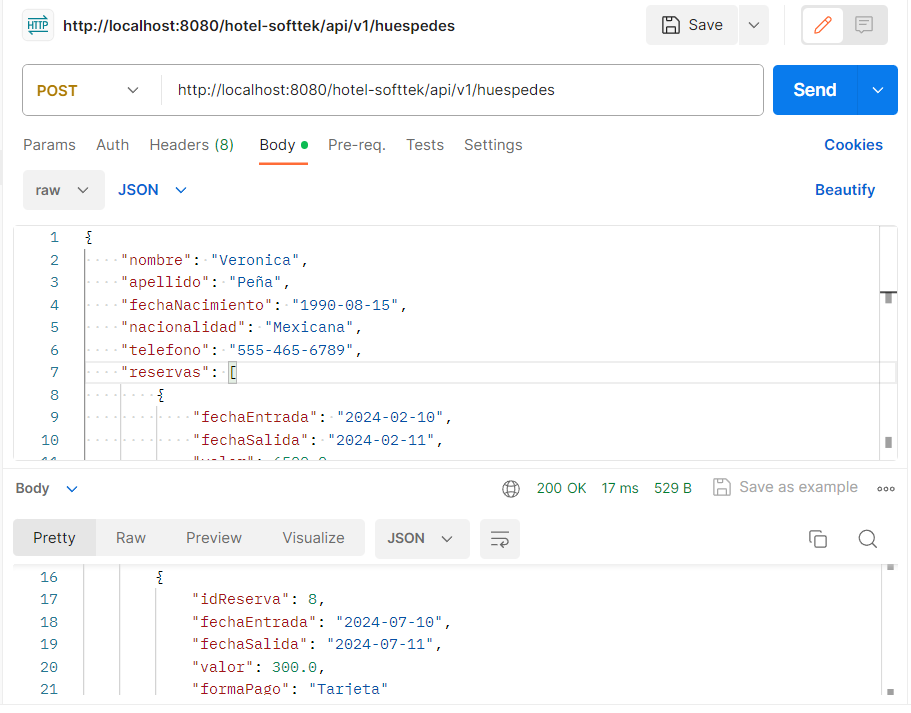 HTTP http://localhost:8080/hotel-softtek/api/v1/huespedes Save
POST http://localhost:8080/hotel-softtek/api/v1/huespedes Send
Params Auth Headers (8) Body Pre-req. Tests Settings Cookies
raw JSON Beautify
1 {
2 "nombre": "Veronica",
3 "apellido": "Peña",
4 "fechaNacimiento": "1990-08-15",
5 "nacionalidad": "Mexicana",
6 "telefono": "555-465-6789",
7 "reservas": [
8 {
9 "fechaEntrada": "2024-02-10",
10 "fechaSalida": "2024-02-11",
Body 200 OK 17 ms 529 B Save as example
Pretty Raw Preview Visualize JSON
16 {
17 "idReserva": 8,
18 "fechaEntrada": "2024-07-10",
19 "fechaSalida": "2024-07-11",
20 "valor": 300.0,
21 "formaPago": "Tarjeta"